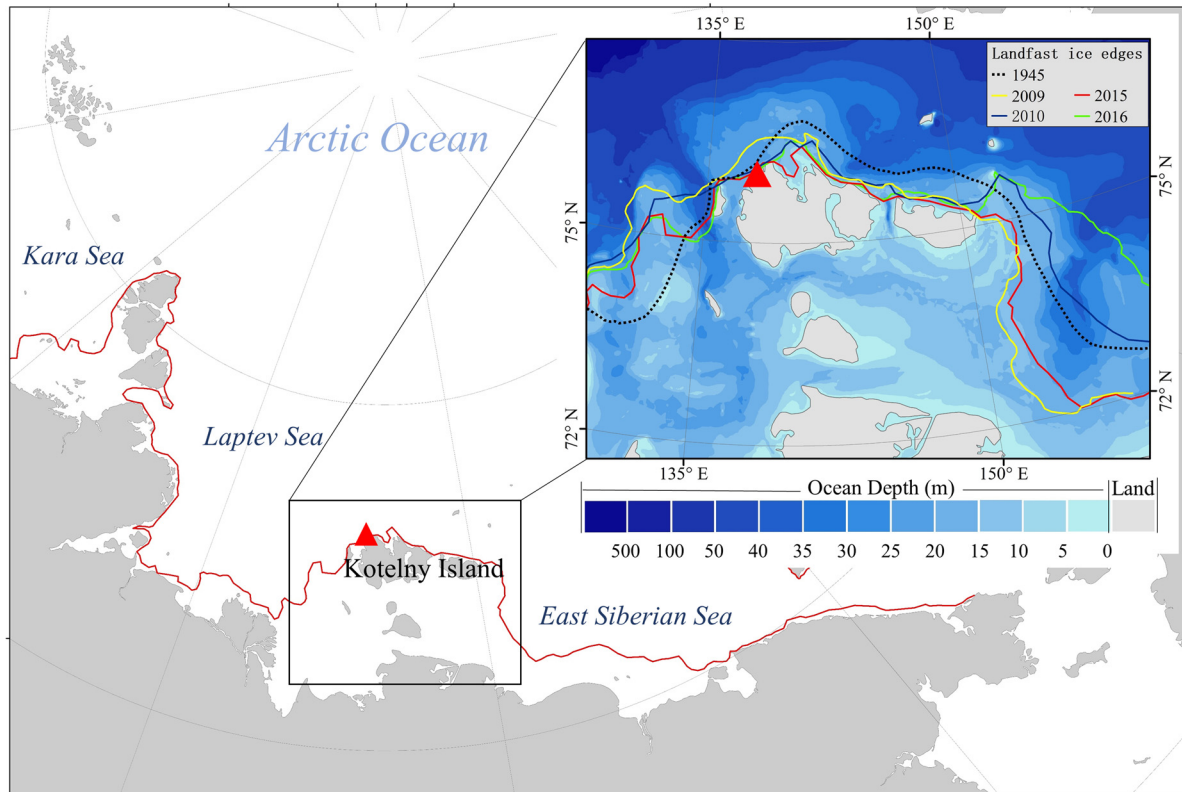 135° E
150° E
Landfast ice edges
1945
2009
2015
2010
2016
Arctic Ocean
75° N
75° N
Kara Sea
72° N
72° N
Laptev Sea
135° E
150° E
Ocean Depth (m)
Land
500 100 50 40 35 30 25 20 15 10 5 0
Kotelny Island
East Siberian Sea